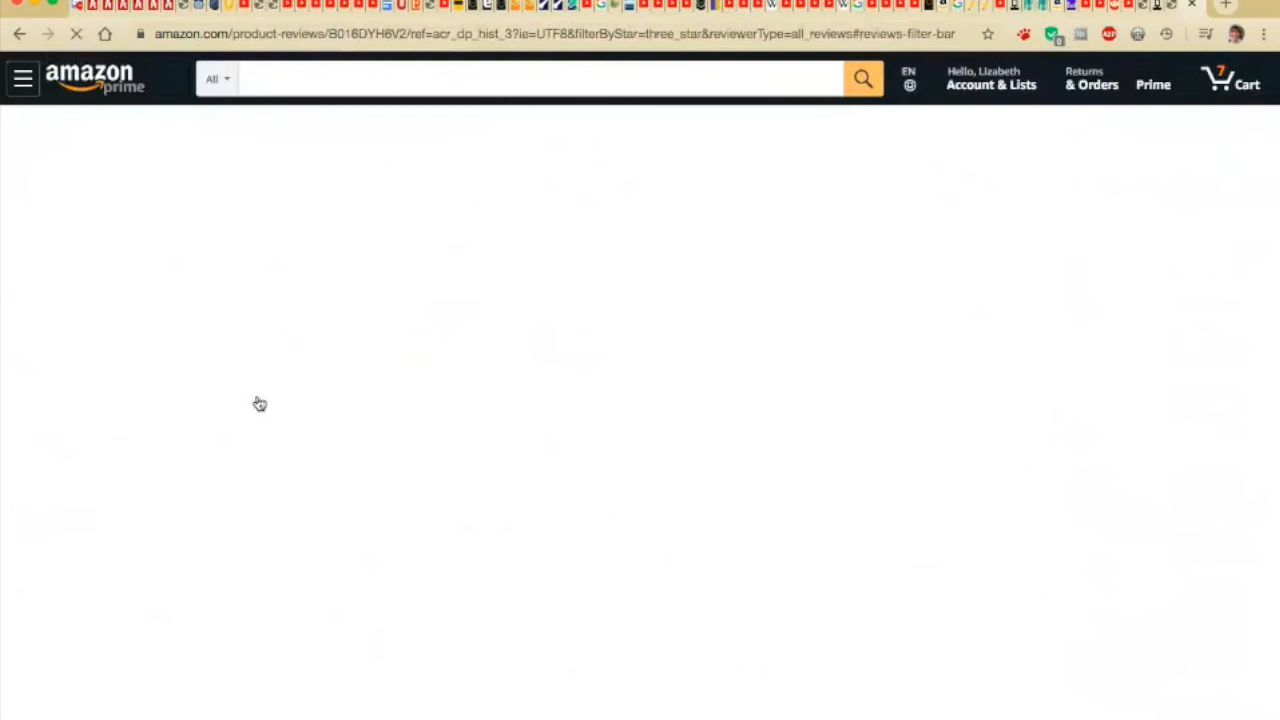 amazon.com/product-reviews/B016DYH6V2/ref=acr_dp_hist_3?ie=UTF8&filterByStar=three_star&reviewerType=all_reviews#reviews-filter-bar
amazon
prime
All
EN
Hello, Lizabeth
Account & Lists
Returns
& Orders
Prime
7
Cart